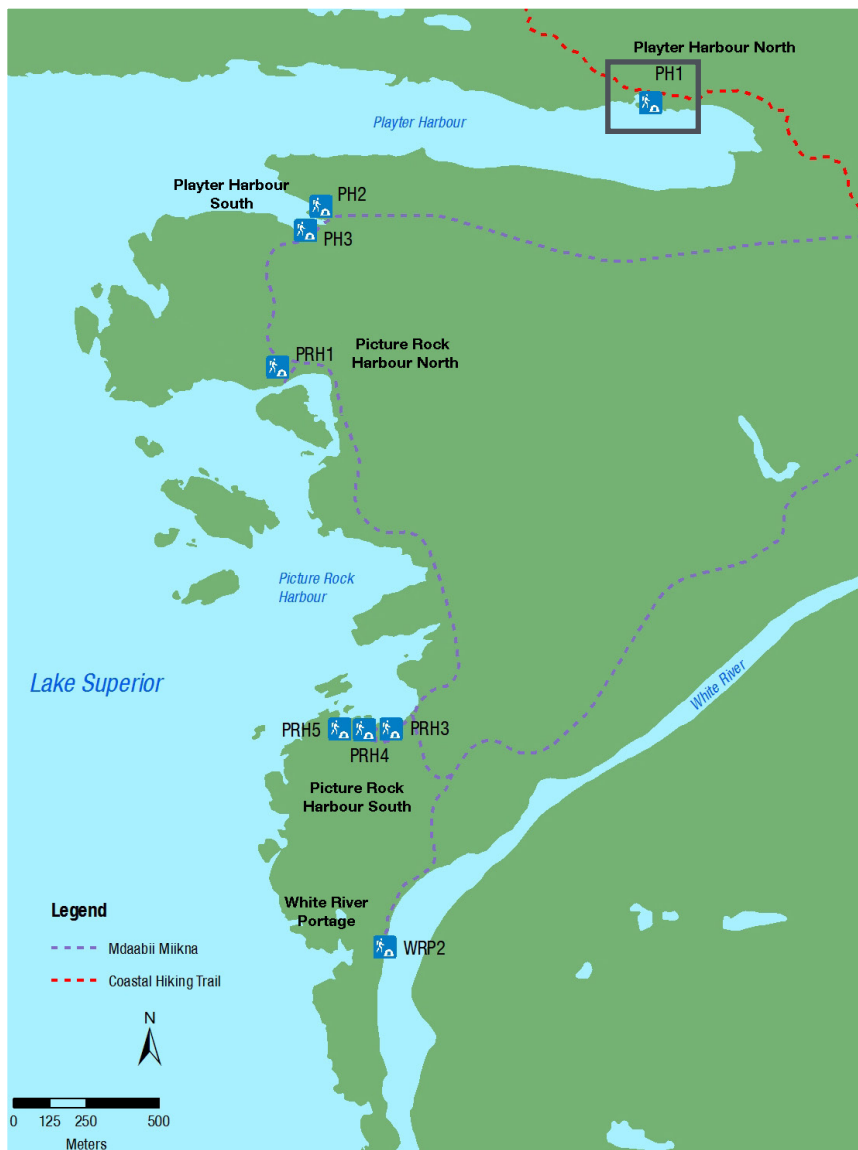 Playter Harbour North
PH1
Playter Harbour
Playter Harbour
South
PH2
PH3
PRH1
Picture Rock
Harbour North
Picture Rock
Harbour
Lake Superior
White River
PRH5
PRH3
PRH4
Picture Rock
Harbour South
White River
Portage
WRP2
Legend
Mdaabii Miikna
Coastal Hiking Trail
N
0 125 250 500
Meters